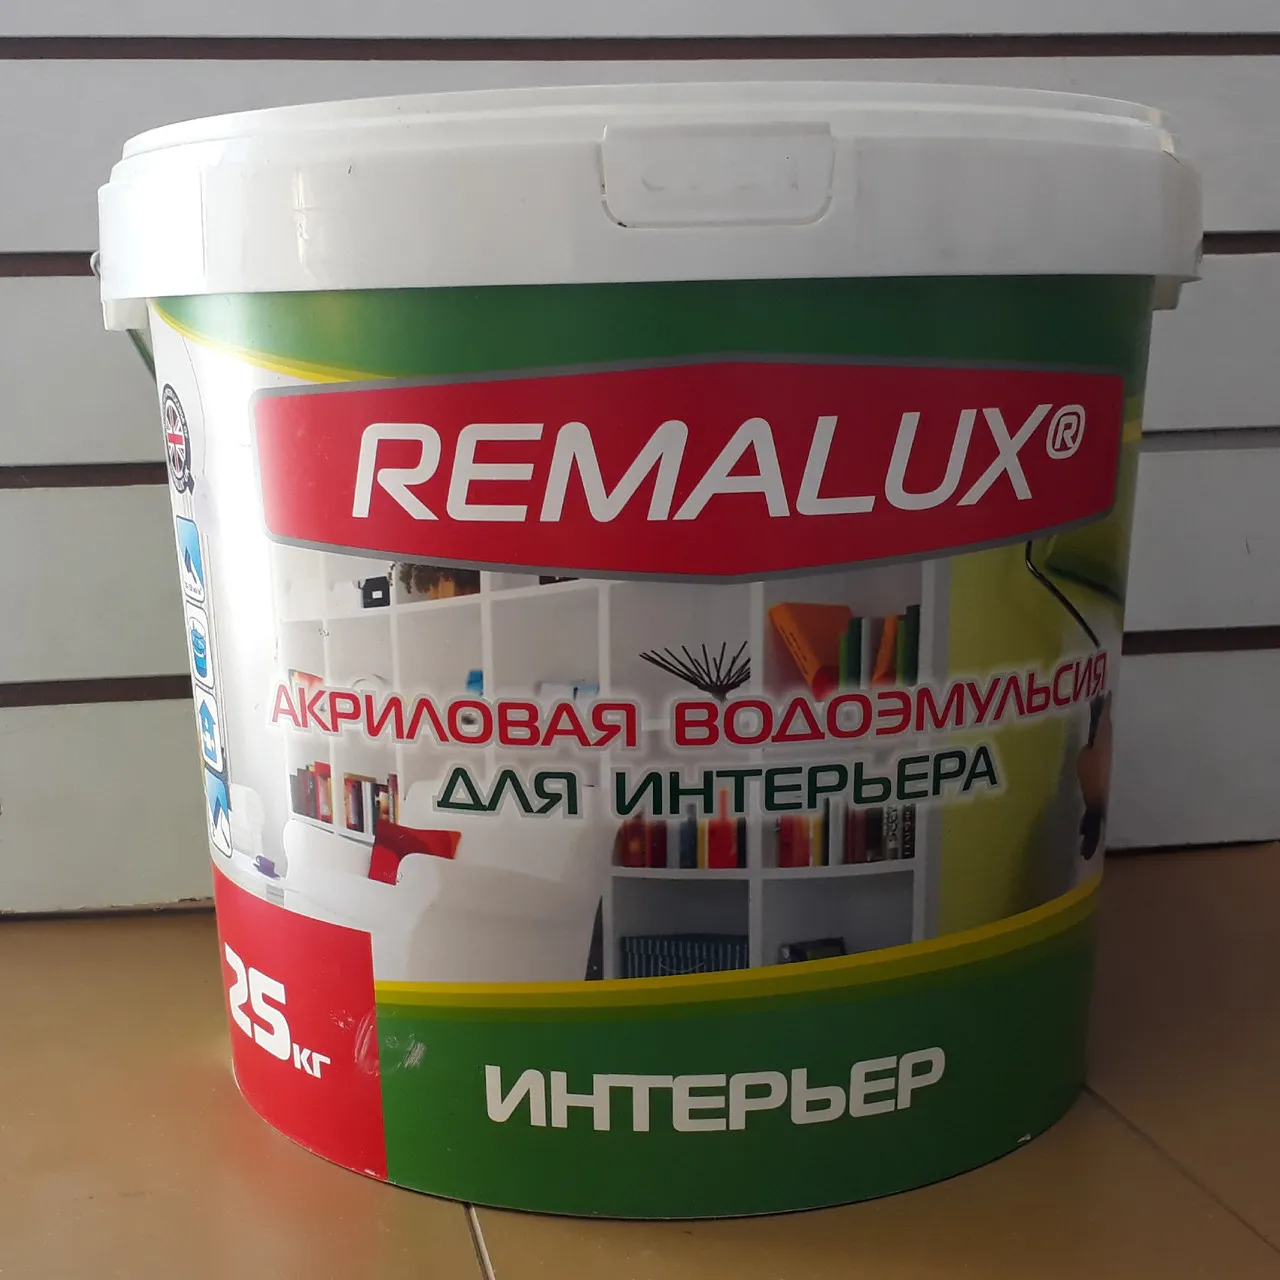 REMALUX®
АКРИЛОВАЯ ВОДОЭМУЛЬСИЯ
ДЛЯ ИНТЕРЬЕРА
25кг
ИНТЕРЬЕР